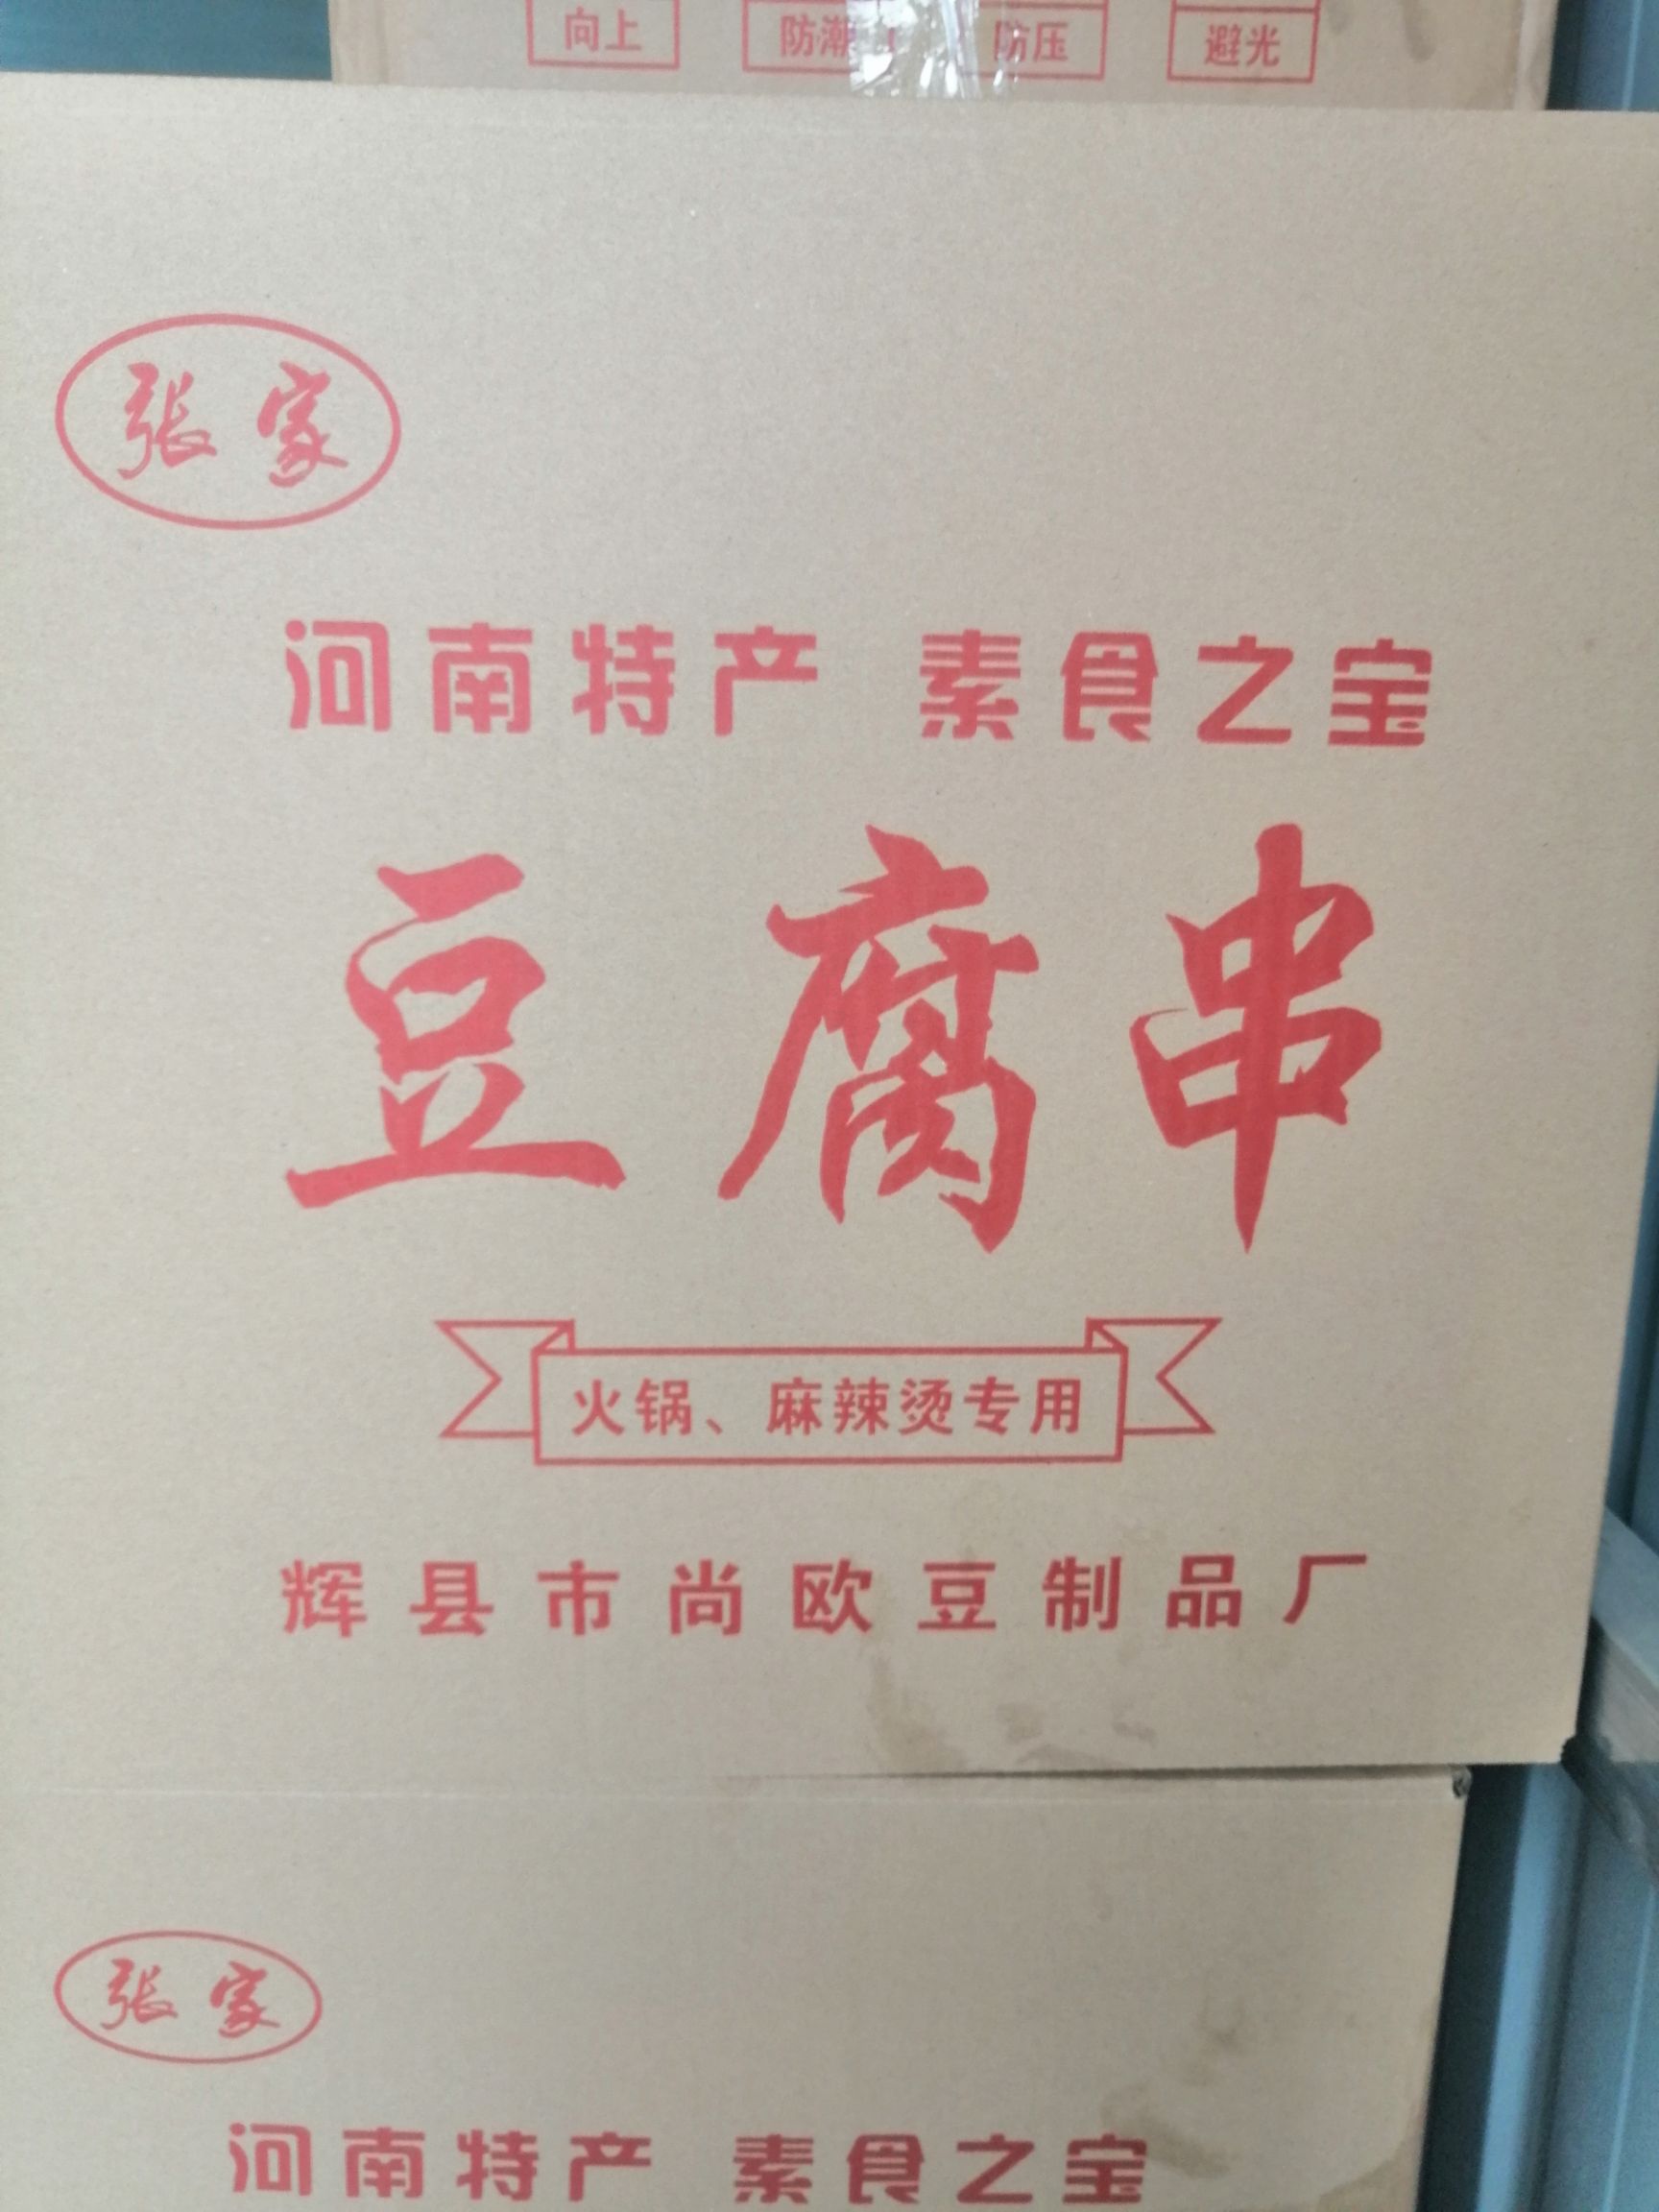 向上 防潮 防压 避光
张家
河南特产 素食之宝
豆腐串
火锅、麻辣烫专用
辉县市尚欧豆制品厂
张家
河南特产 素食之宝